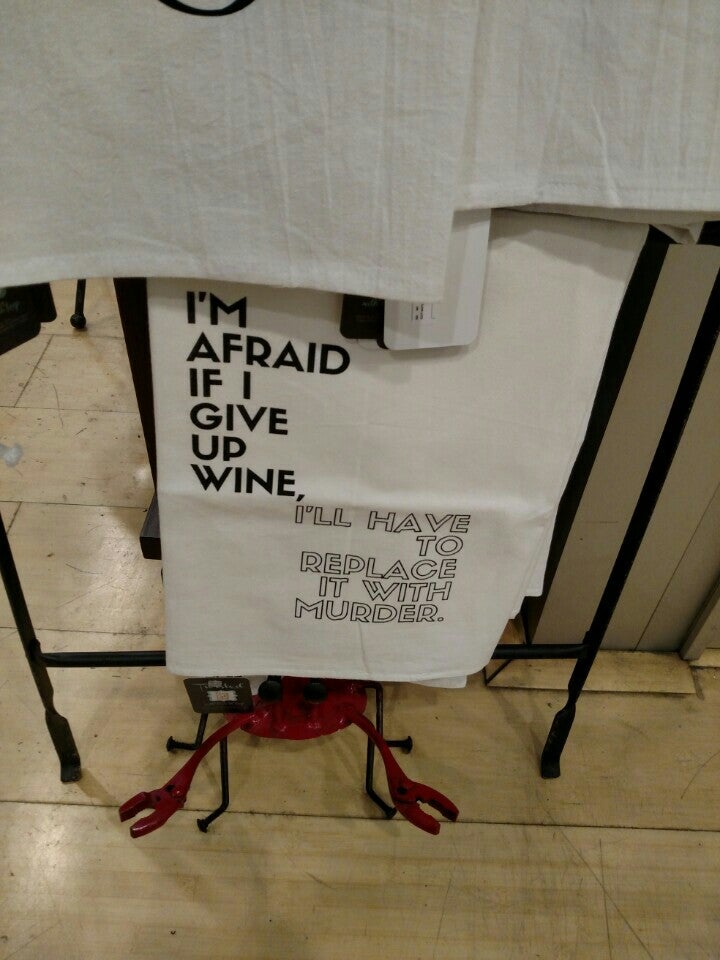 I'M
AFRAID
IF I
GIVE
UP
WINE,
I'LL HAVE
TO
REPLACE
IT WITH
MURDER.